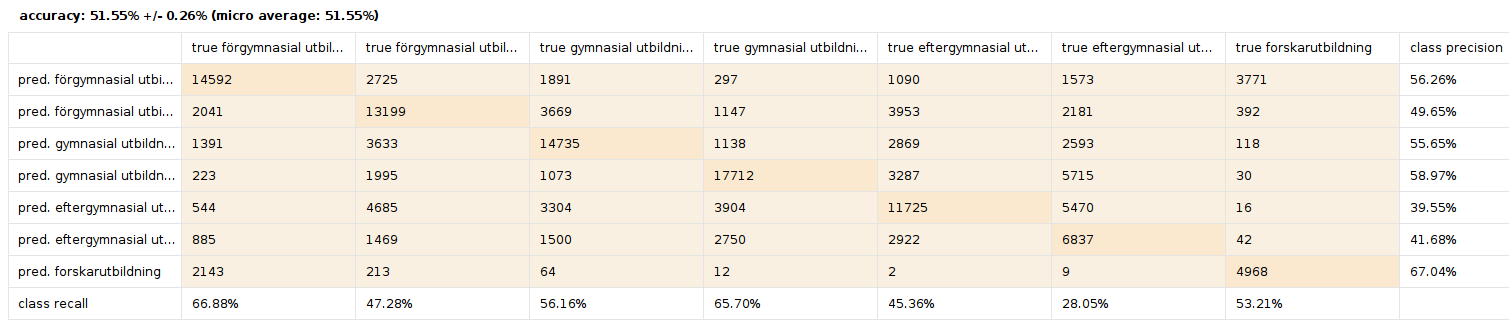 accuracy: 51.55% +/- 0.26% (micro average: 51.55%)
true förgymnasial utbil... true förgymnasial utbil... true gymnasial utbildni... true gymnasial utbildni... true eftergymnasial ut... true eftergymnasial ut... true forskarutbildning class precision
pred. förgymnasial utbi... 14592 2725 1891 297 1090 1573 3771 56.26%
pred. förgymnasial utbi... 2041 13199 3669 1147 3953 2181 392 49.65%
pred. gymnasial utbildn... 1391 3633 14735 1138 2869 2593 118 55.65%
pred. gymnasial utbildn... 223 1995 1073 17712 3287 5715 30 58.97%
pred. eftergymnasial ut... 544 4685 3304 3904 11725 5470 16 39.55%
pred. eftergymnasial ut... 885 1469 1500 2750 2922 6837 42 41.68%
pred. forskarutbildning 2143 213 64 12 2 9 4968 67.04%
class recall 66.88% 47.28% 56.16% 65.70% 45.36% 28.05% 53.21%